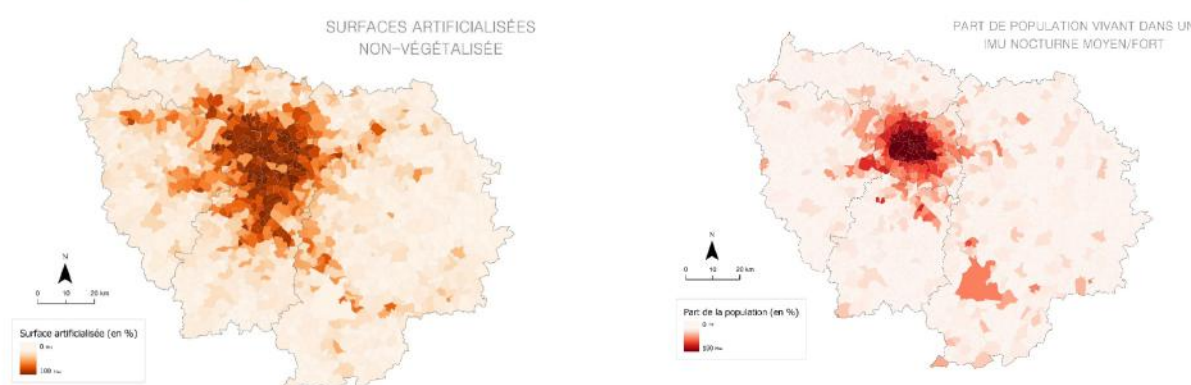 SURFACES ARTIFICIALISÉES
NON-VÉGÉTALISÉE
N
0 10 20 km
Surface artificialisée (en %)
0
100
PART DE POPULATION VIVANT DANS UN
IMU NOCTURNE MOYEN/FORT
N
0 10 20 km
Part de la population (en %)
0
100